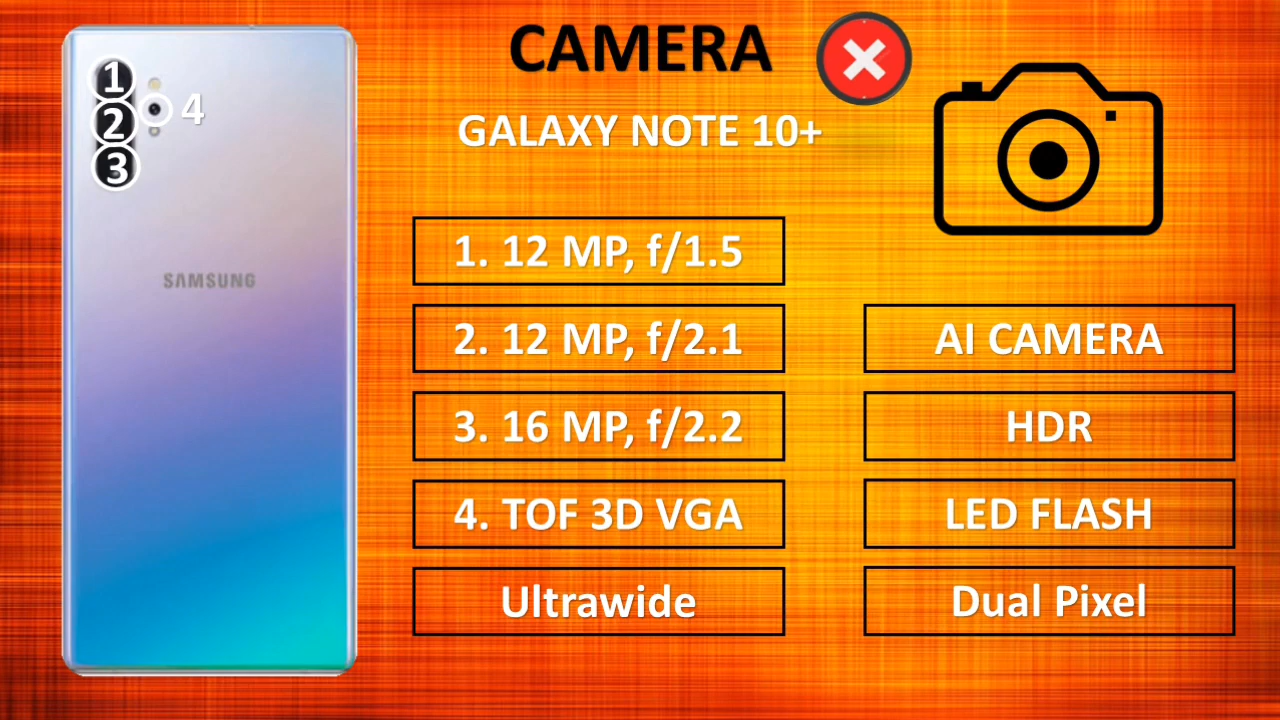 CAMERA
GALAXY NOTE 10+
1
2
3
4
SAMSUNG
1. 12 MP, f/1.5
2. 12 MP, f/2.1
3. 16 MP, f/2.2
4. TOF 3D VGA
Ultrawide
AI CAMERA
HDR
LED FLASH
Dual Pixel